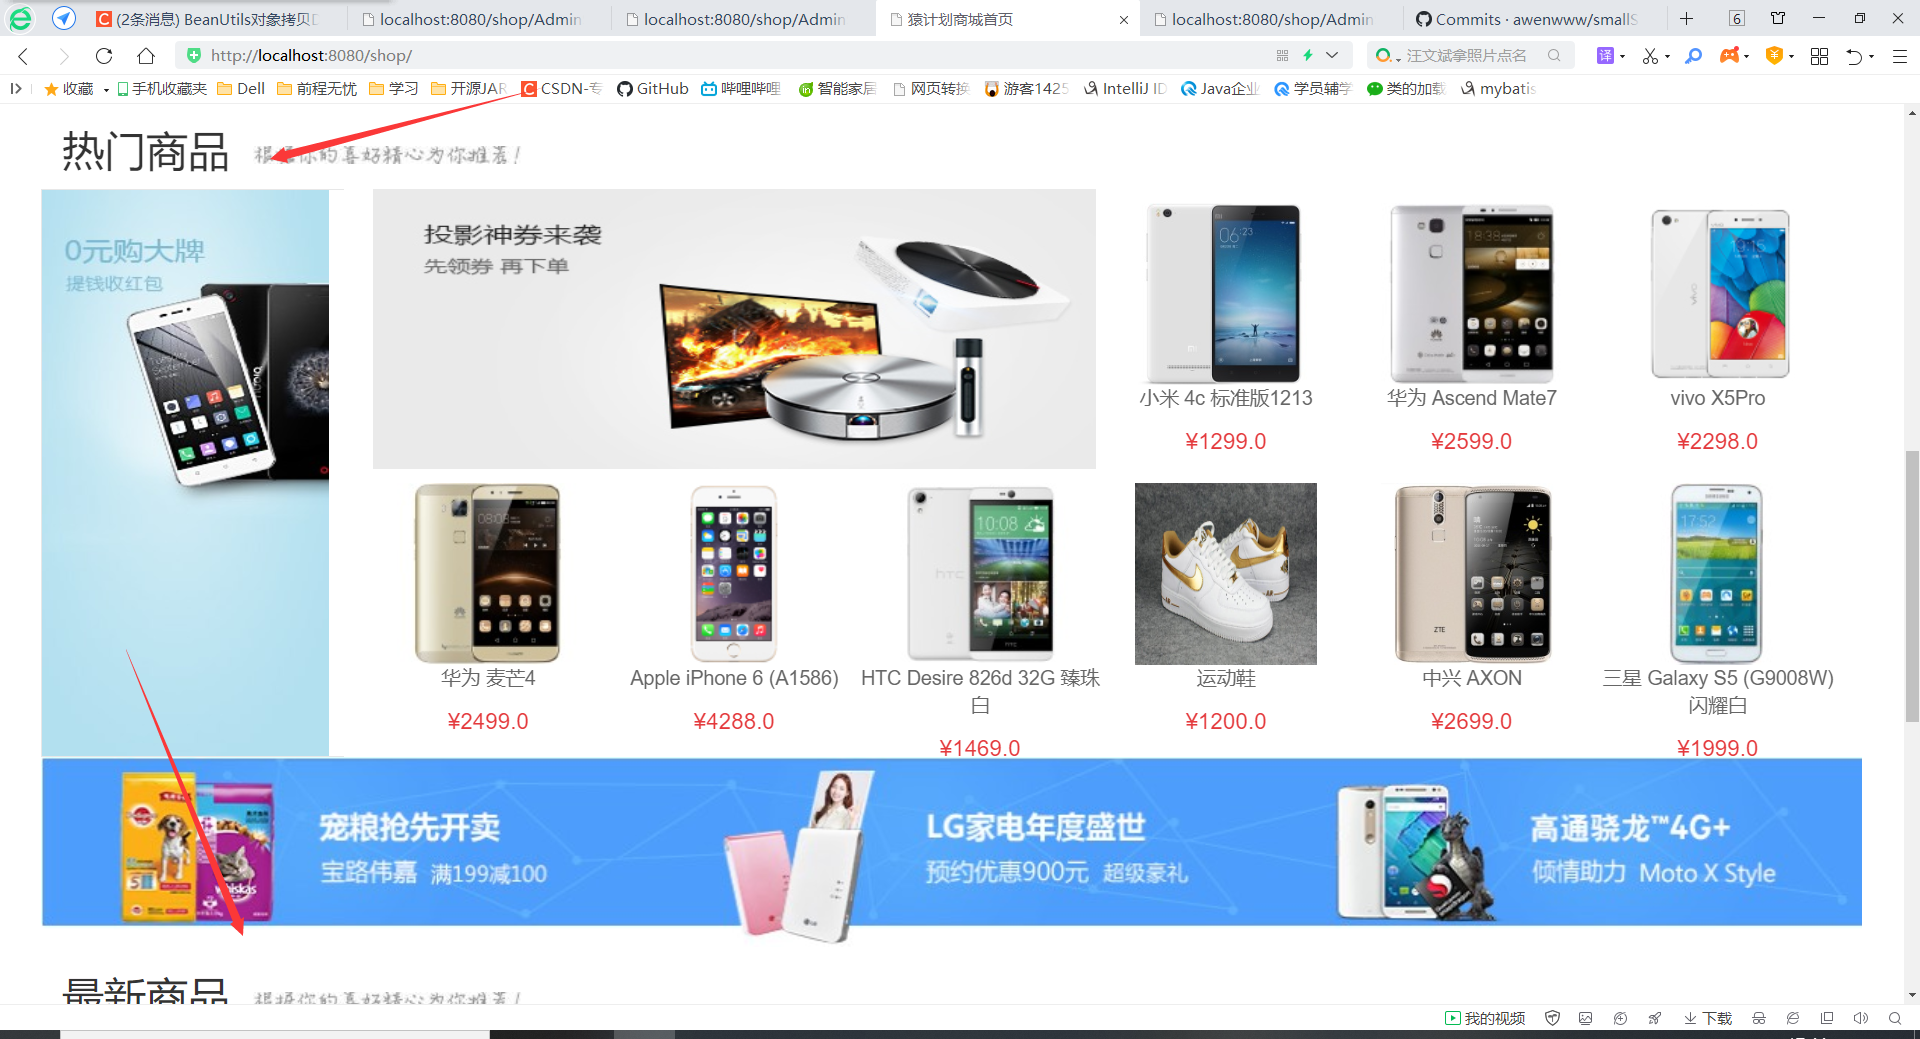 (2条消息) BeanUtils对象拷贝
localhost:8080/shop/Admin
localhost:8080/shop/Admin
猿计划商城首页
localhost:8080/shop/Admin
Commits · awenwww/smallS
6
http://localhost:8080/shop/
汪文斌拿照片点名
译
收藏
手机收藏夹
Dell
前程无忧
学习
开源JAR
CSDN-专
GitHub
哔哩哔哩
智能家居
网页转换
游客1425
IntelliJ ID
Java企业
学员辅学
类的加载
mybatis
热门商品
根据你的喜好精心为你推荐!
0元购大牌
提钱收红包
投影神券来袭
先领券 再下单
小米 4c 标准版1213
华为 Ascend Mate7
vivo X5Pro
¥1299.0
¥2599.0
¥2298.0
华为 麦芒4
Apple iPhone 6 (A1586)
HTC Desire 826d 32G 臻珠白
运动鞋
中兴 AXON
三星 Galaxy S5 (G9008W) 闪耀白
¥2499.0
¥4288.0
¥1469.0
¥1200.0
¥2699.0
¥1999.0
宠粮抢先开卖
宝路伟嘉 满199减100
LG家电年度盛世
预约优惠900元 超级豪礼
高通骁龙™4G+
倾情助力 Moto X Style
最新商品
根据你的喜好精心为你推荐!
我的视频
下载